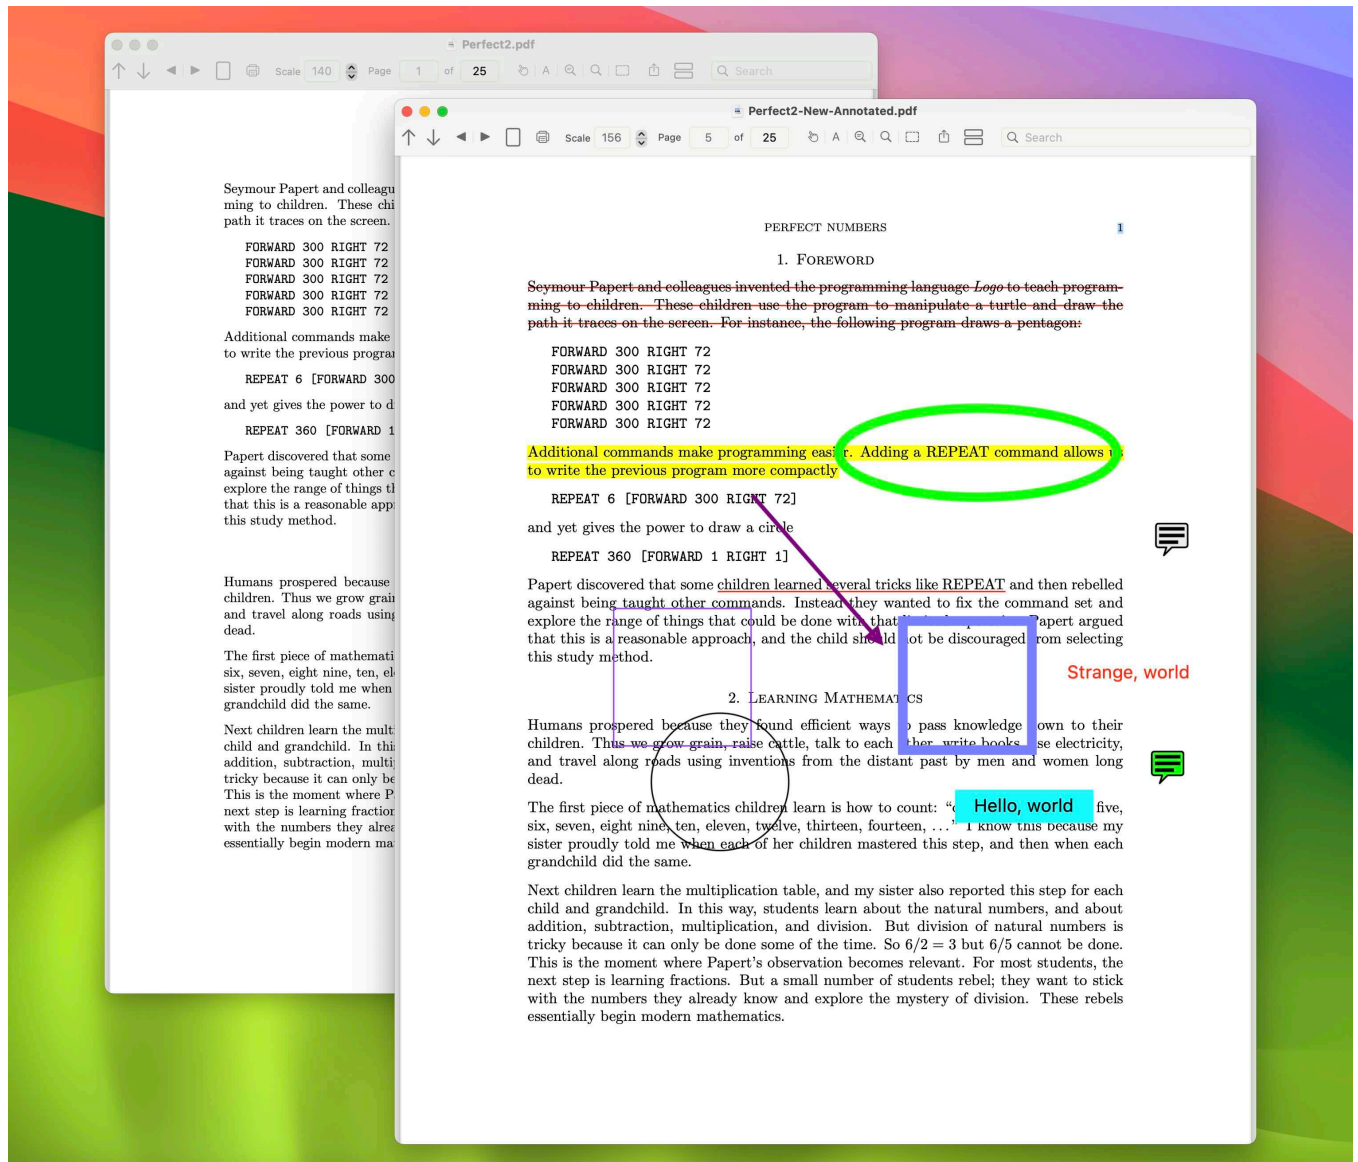 Perfect2.pdf
Scale 140 Page 1 of 25 A Search
Seymour Papert and colleagu
ming to children. These chi
path it traces on the screen.
FORWARD 300 RIGHT 72
FORWARD 300 RIGHT 72
FORWARD 300 RIGHT 72
FORWARD 300 RIGHT 72
FORWARD 300 RIGHT 72
Additional commands make
to write the previous progra
REPEAT 6 [FORWARD 300
and yet gives the power to d
REPEAT 360 [FORWARD 1
Papert discovered that some
against being taught other c
explore the range of things th
that this is a reasonable app
this study method.
Humans prospered because
children. Thus we grow grai
and travel along roads using
dead.
The first piece of mathemati
six, seven, eight nine, ten, el
sister proudly told me when
grandchild did the same.
Next children learn the mult
child and grandchild. In thi
addition, subtraction, multi
tricky because it can only be
This is the moment where P
next step is learning fraction
with the numbers they alrea
essentially begin modern ma
Perfect2-New-Annotated.pdf
Scale 156 Page 5 of 25 A Search
PERFECT NUMBERS 1
1. FOREWORD
Seymour Papert and colleagues invented the programming language Logo to teach program-
ming to children. These children use the program to manipulate a turtle and draw the
path it traces on the screen. For instance, the following program draws a pentagon:
FORWARD 300 RIGHT 72
FORWARD 300 RIGHT 72
FORWARD 300 RIGHT 72
FORWARD 300 RIGHT 72
FORWARD 300 RIGHT 72
Additional commands make programming easier. Adding a REPEAT command allows us
to write the previous program more compactly
REPEAT 6 [FORWARD 300 RIGHT 72]
and yet gives the power to draw a circle
REPEAT 360 [FORWARD 1 RIGHT 1]
Papert discovered that some children learned several tricks like REPEAT and then rebelled
against being taught other commands. Instead they wanted to fix the command set and
explore the range of things that could be done with that Papert argued
that this is a reasonable approach, and the child should not be discouraged from selecting
this study method.
Strange, world
2. LEARNING MATHEMATICS
Humans prospered because they found efficient ways to pass knowledge down to their
children. Thus we grow grain, raise cattle, talk to each other, write books, use electricity,
and travel along roads using inventions from the distant past by men and women long
dead.
The first piece of mathematics children learn is how to count: “ five,
Hello, world
six, seven, eight nine, ten, eleven, twelve, thirteen, fourteen, ...” I know this because my
sister proudly told me when each of her children mastered this step, and then when each
grandchild did the same.
Next children learn the multiplication table, and my sister also reported this step for each
child and grandchild. In this way, students learn about the natural numbers, and about
addition, subtraction, multiplication, and division. But division of natural numbers is
tricky because it can only be done some of the time. So 6/2 = 3 but 6/5 cannot be done.
This is the moment where Papert’s observation becomes relevant. For most students, the
next step is learning fractions. But a small number of students rebel; they want to stick
with the numbers they already know and explore the mystery of division. These rebels
essentially begin modern mathematics.